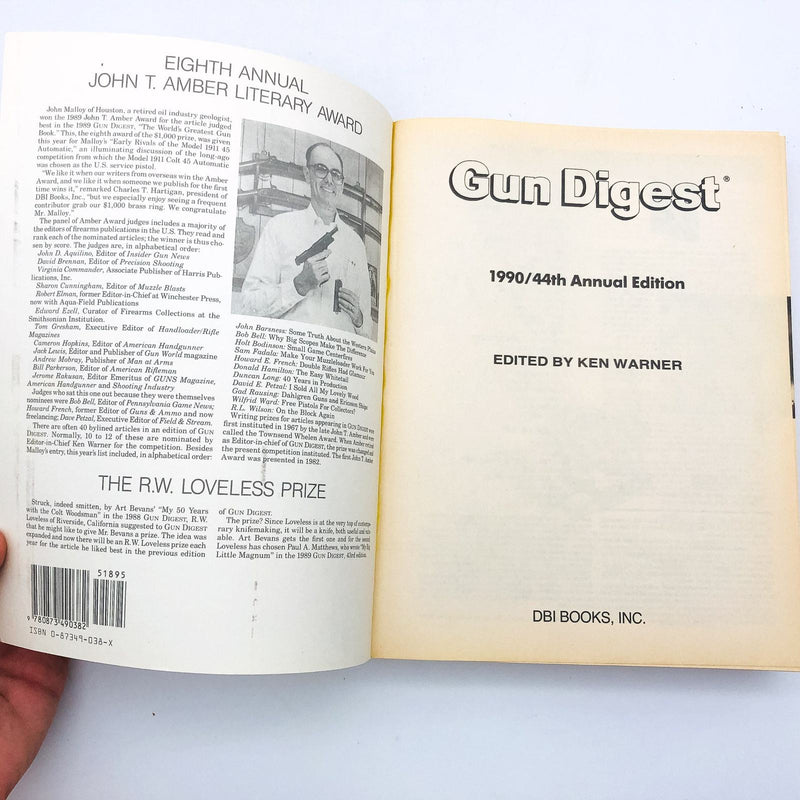 EIGHTH ANNUAL
JOHN T. AMBER LITERARY AWARD
John Malloy of Houston, a retired oil industry geologist,
won the 1989 John T. Amber Award for the article judged
best in the 1989 GUN DIGEST, "The World's Greatest Gun
Book." This, the eighth award of the $1,000 prize, was given
this year for Malloy's "Early Rivals of the Model 1911 45
Automatic," an illuminating discussion of the long-ago
competition from which the Model 1911 Colt 45 Automatic
was chosen as the U.S. service pistol.
"We like it when our writers from overseas win the Amber
Award, and we like it when someone we publish for the first
time wins it," remarked Charles T. Hartigan, president of
DBI Books, Inc., "but we especially enjoy seeing a frequent
contributor grab our $1,000 brass ring. We congratulate
Mr. Malloy."
The panel of Amber Award judges includes a majority of
the editors of firearms publications in the U.S. They read and
rank each of the nominated articles; the winner is thus cho-
sen by score. The judges are, in alphabetical order:
John D. Aquilino, Editor of Insider Gun News
David Brennan, Editor of Precision Shooting
Virginia Commander, Associate Publisher of Harris Pub-
lications, Inc.
Sharon Cunningham, Editor of Muzzle Blasts
Robert Elman, former Editor-in-Chief at Winchester Press,
now with Aqua-Field Publications
Edward Ezell, Curator of Firearms Collections at the
Smithsonian Institution.
Tom Gresham, Executive Editor of Handloader/Rifle
Magazines
Cameron Hopkins, Editor of American Handgunner
Jack Lewis, Editor and Publisher of Gun World magazine
Andrew Mobray, Publisher of Man at Arms
Bill Parkerson, Editor of American Rifleman
Jerome Rakusan, Editor Emeritus of GUNS Magazine,
American Handgunner and Shooting Industry
Judges who sat this one out because they were themselves
nominees were Bob Bell, Editor of Pennsylvania Game News;
Howard French, former Editor of Guns & Ammo and now
freelancing; Dave Petzal, Executive Editor of Field & Stream.
There are often 40 bylined articles in an edition of GUN
DIGEST. Normally, 10 to 12 of these are nominated by
Editor-in-Chief Ken Warner for the competition. Besides
Malloy's entry, this year's list included, in alphabetical order:
John Barsness: Some Truth About the Western Plains
Bob Bell: Why Big Scopes Make The Difference
Holt Bodinson: Small Game Centerfires
Sam Fadala: Make Your Muzzleloader Work For You
Howard E. French: Double Rifles Had Glamour
Donald Hamilton: The Easy Whitetail
Duncan Long: 40 Years in Production
David E. Petzal: I Sold All My Lovely Wood
Gad Rausing: Dahlgren Guns and Ericsson Ships
Wilfrid Ward: Free Pistols For Collectors?
R.L. Wilson: On the Block Again
Writing prizes for articles appearing in GUN DIGEST were
first instituted in 1967 by the late John T. Amber and were
called the Townsend Whelen Award. When Amber retired
as Editor-in-chief of GUN DIGEST, the prize was changed and
the present competition instituted. The first John T. Amber
Award was presented in 1982.
THE R.W. LOVELESS PRIZE
Struck, indeed smitten, by Art Bevans' "My 50 Years
with the Colt Woodsman" in the 1988 GUN DIGEST, R.W.
Loveless of Riverside, California suggested to GUN DIGEST
that he might like to give Mr. Bevans a prize. The idea was
expanded and now there will be an R.W. Loveless prize each
year for the article he liked best in the previous edition
of GUN DIGEST.
The prize? Since Loveless is at the very top of contemp-
orary knifemaking, it will be a knife, both useful and valu-
able. Art Bevans gets the first one and for the second
Loveless has chosen Paul A. Matthews, who wrote "My Big
Little Magnum" in the 1989 GUN DIGEST, 43rd edition.
51895
9 780873 490382
ISBN 0-87349-038-X
Gun Digest®
1990/44th Annual Edition
EDITED BY KEN WARNER
DBI BOOKS, INC.